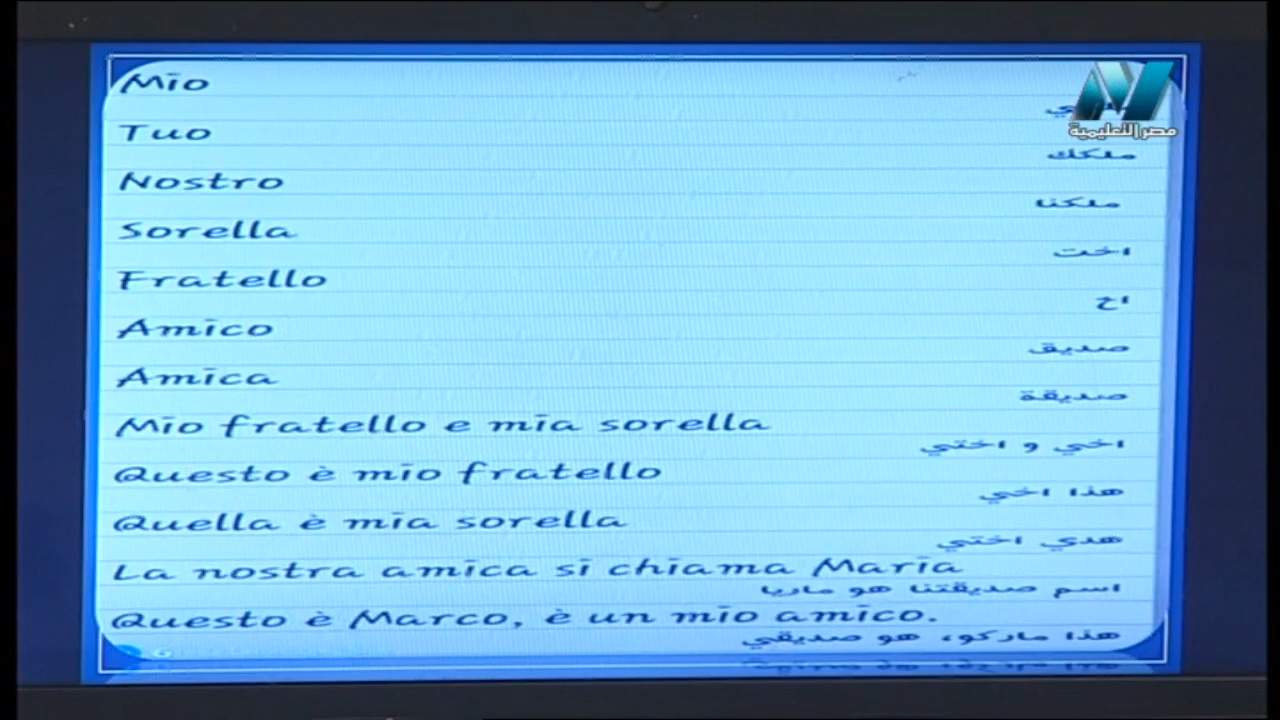 Mio
مصر التعليمية
Tuo
ملكك
Nostro
ملكنا
Sorella
اخت
Fratello
اخ
Amico
صديق
Amica
صديقة
Mio fratello e mia sorella
اخي و اختي
Questo è mio fratello
هذا اخي
Quella è mia sorella
هدي اختي
La nostra amica si chiama Maria
اسم صديقتنا هو ماريا
Questo è Marco, è un mio amico.
هذا ماركو، هو صديقي